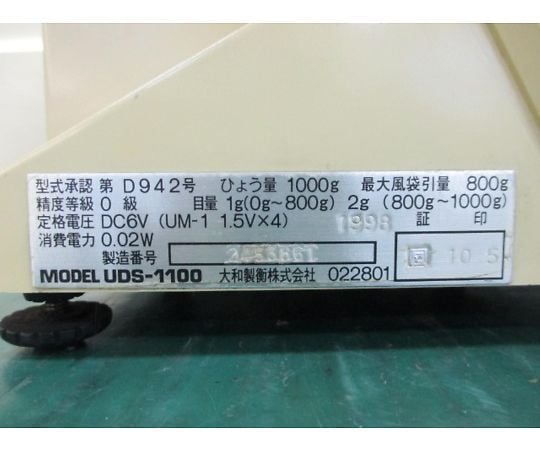 型式承認 第 D942号 ひょう量 1000g 最大風袋引量 800g
精度等級 0 級 目量 1g(0g~800g) 2g (800g~1000g)
定格電圧 DC6V (UM-1 1.5V×4) 1998 証 印
消費電力 0.02W
製造番号
MODEL UDS-1100 大和製衡株式会社 022801 10.5